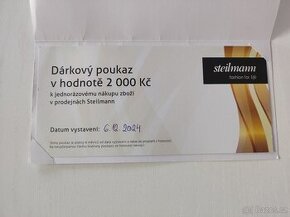 Dárkový poukaz
v hodnotě 2 000 Kč
k jednorázovému nákupu zboží
v prodejnách Steilmann
Datum vystavení: 6.12.2024
steilmann
fashion for life